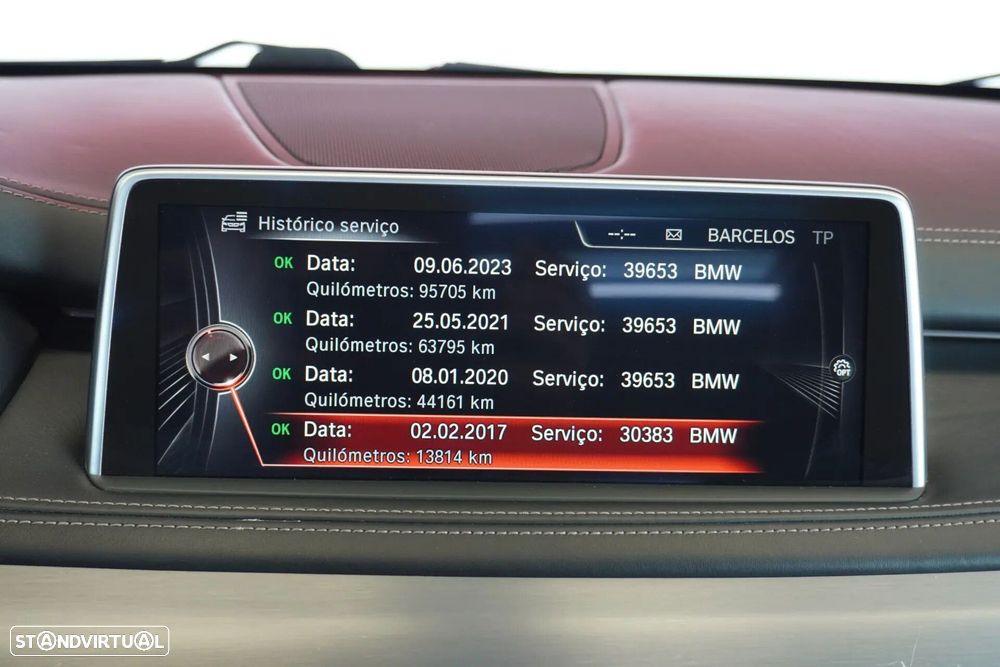 Histórico serviço
--:-- BARCELOS TP
OK Data: 09.06.2023 Serviço: 39653 BMW
Quilómetros: 95705 km
OK Data: 25.05.2021 Serviço: 39653 BMW
Quilómetros: 63795 km
OK Data: 08.01.2020 Serviço: 39653 BMW
Quilómetros: 44161 km
OK Data: 02.02.2017 Serviço: 30383 BMW
Quilómetros: 13814 km
OPT
STANDVIRTUAL